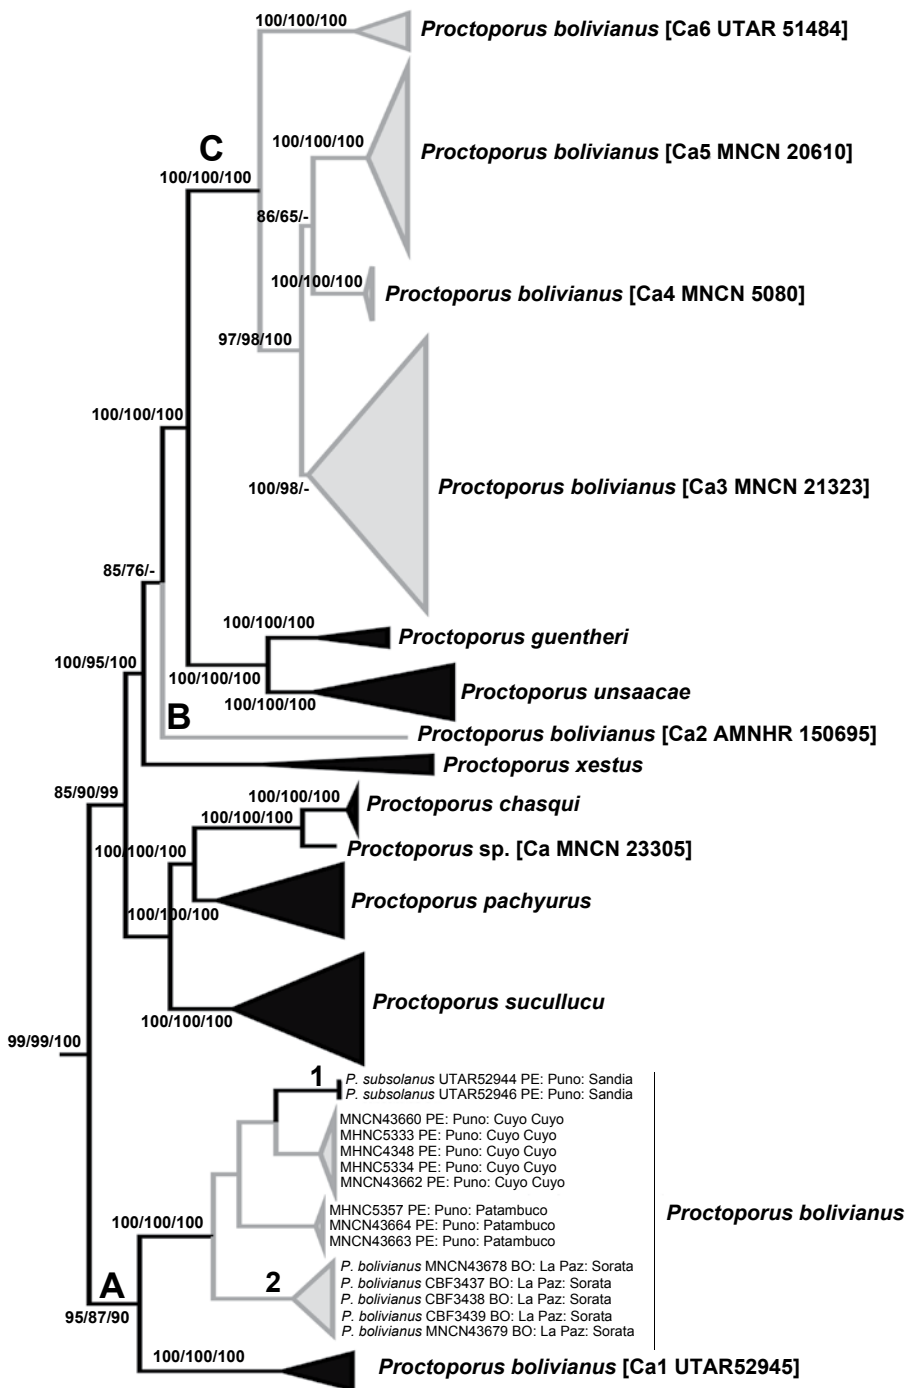 100/100/100
Proctoporus bolivianus [Ca6 UTAR 51484]
C
100/100/100
Proctoporus bolivianus [Ca5 MNCN 20610]
100/100/100
86/65/-
100/100/100
Proctoporus bolivianus [Ca4 MNCN 5080]
97/98/100
100/100/100
100/98/-
Proctoporus bolivianus [Ca3 MNCN 21323]
85/76/-
100/100/100
Proctoporus guentheri
100/95/100
100/100/100
Proctoporus unsaacae
100/100/100
B
Proctoporus bolivianus [Ca2 AMNHR 150695]
Proctoporus xestus
85/90/99
100/100/100
Proctoporus chasqui
100/100/100
Proctoporus sp. [Ca MNCN 23305]
100/100/100
Proctoporus pachyurus
100/100/100
Proctoporus sucullucu
100/100/100
99/99/100
1
P. subsolanus UTAR52944 PE: Puno: Sandia
P. subsolanus UTAR52946 PE: Puno: Sandia
MNCN43660 PE: Puno: Cuyo Cuyo
MHNC5333 PE: Puno: Cuyo Cuyo
MHNC4348 PE: Puno: Cuyo Cuyo
MHNC5334 PE: Puno: Cuyo Cuyo
MNCN43662 PE: Puno: Cuyo Cuyo
MHNC5357 PE: Puno: Patambuco
MNCN43664 PE: Puno: Patambuco
MNCN43663 PE: Puno: Patambuco
Proctoporus bolivianus
100/100/100
2
P. bolivianus MNCN43678 BO: La Paz: Sorata
P. bolivianus CBF3437 BO: La Paz: Sorata
P. bolivianus CBF3438 BO: La Paz: Sorata
P. bolivianus CBF3439 BO: La Paz: Sorata
P. bolivianus MNCN43679 BO: La Paz: Sorata
A
95/87/90
100/100/100
Proctoporus bolivianus [Ca1 UTAR52945]